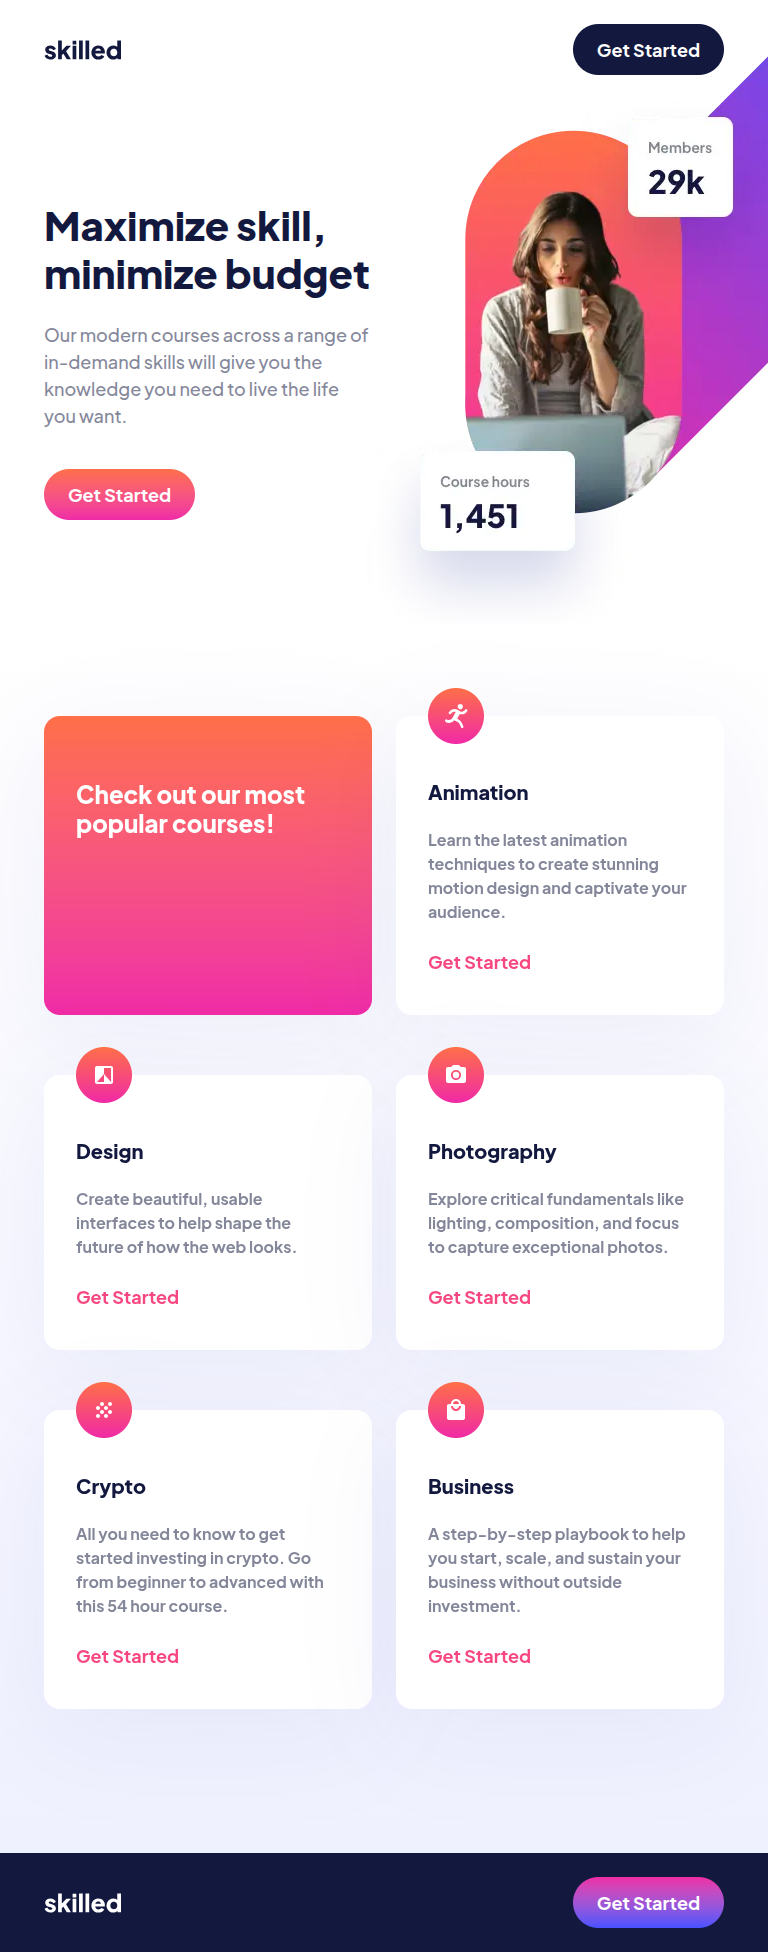 skilled
Get Started
Members
29k
Maximize skill,
minimize budget
Our modern courses across a range of
in-demand skills will give you the
knowledge you need to live the life
you want.
Get Started
Course hours
1,451
Check out our most
popular courses!
Animation
Learn the latest animation
techniques to create stunning
motion design and captivate your
audience.
Get Started
Design
Create beautiful, usable
interfaces to help shape the
future of how the web looks.
Get Started
Photography
Explore critical fundamentals like
lighting, composition, and focus
to capture exceptional photos.
Get Started
Crypto
All you need to know to get
started investing in crypto. Go
from beginner to advanced with
this 54 hour course.
Get Started
Business
A step-by-step playbook to help
you start, scale, and sustain your
business without outside
investment.
Get Started
skilled
Get Started